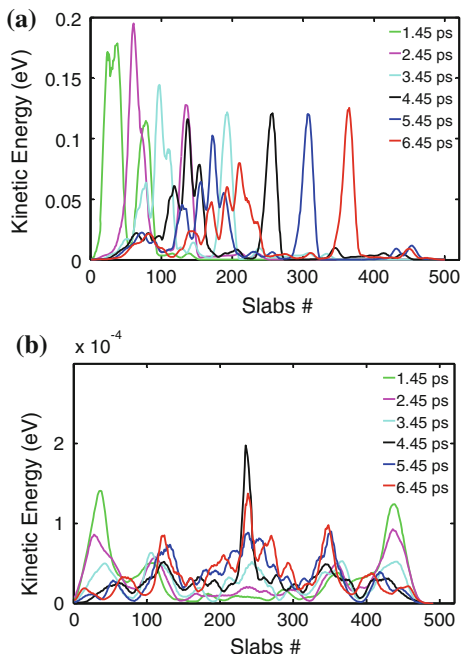 (a)
Kinetic Energy (eV)
0.2
0.15
0.1
0.05
0
0 100 200 300 400 500
Slabs #
1.45 ps
2.45 ps
3.45 ps
4.45 ps
5.45 ps
6.45 ps
(b)
x 10⁻⁴
Kinetic Energy (eV)
2
1
0
0 100 200 300 400 500
Slabs #
1.45 ps
2.45 ps
3.45 ps
4.45 ps
5.45 ps
6.45 ps